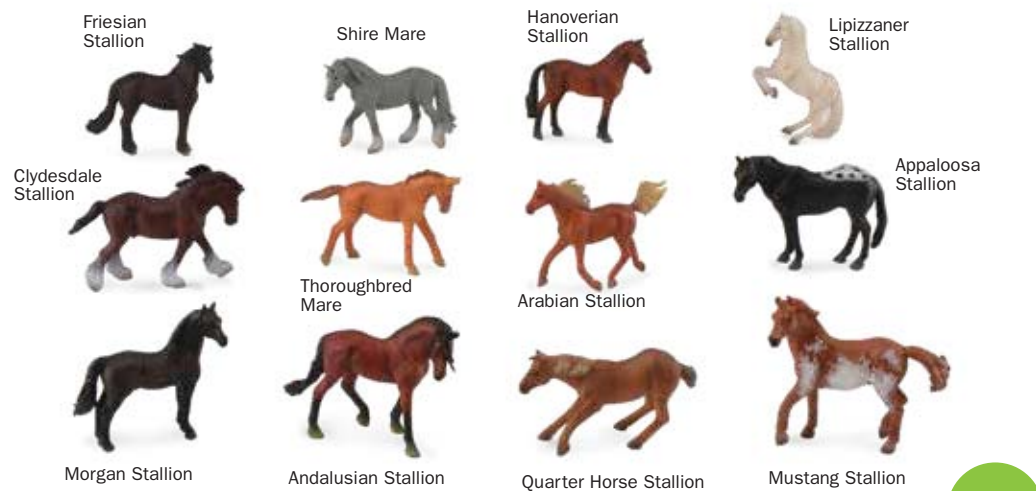 Friesian
Stallion
Shire Mare
Hanoverian
Stallion
Lipizzaner
Stallion
Clydesdale
Stallion
Thoroughbred
Mare
Arabian Stallion
Appaloosa
Stallion
Morgan Stallion
Andalusian Stallion
Quarter Horse Stallion
Mustang Stallion